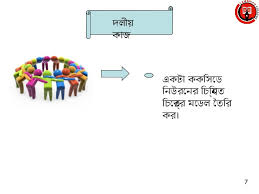 দলীয়
কাজ
একটা ককসিডে
নিউরনের চিহ্নিত
চিত্রের মডেল তৈরি
কর।
7